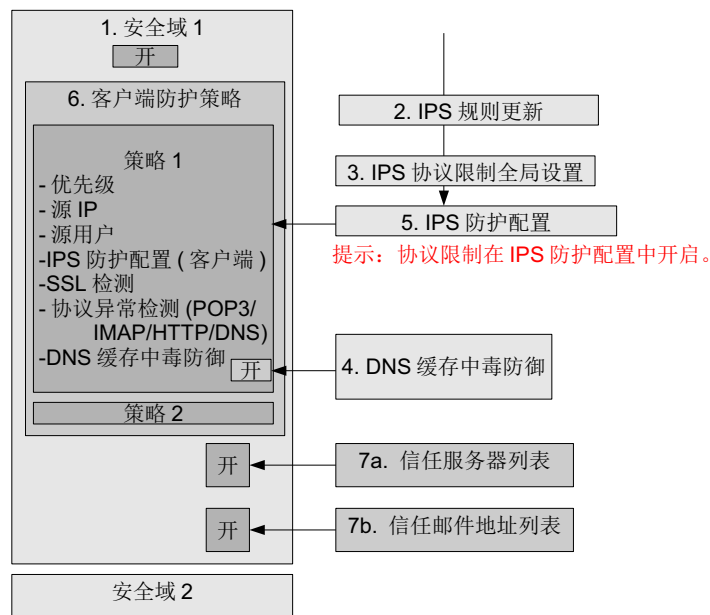 1. 安全域 1
开
6. 客户端防护策略
策略 1
- 优先级
- 源 IP
- 源用户
-IPS 防护配置 ( 客户端 )
-SSL 检测
- 协议异常检测 (POP3/
IMAP/HTTP/DNS)
-DNS 缓存中毒防御
开
策略 2
开
开
安全域 2
2. IPS 规则更新
3. IPS 协议限制全局设置
5. IPS 防护配置
提示：协议限制在 IPS 防护配置中开启。
4. DNS 缓存中毒防御
7a. 信任服务器列表
7b. 信任邮件地址列表